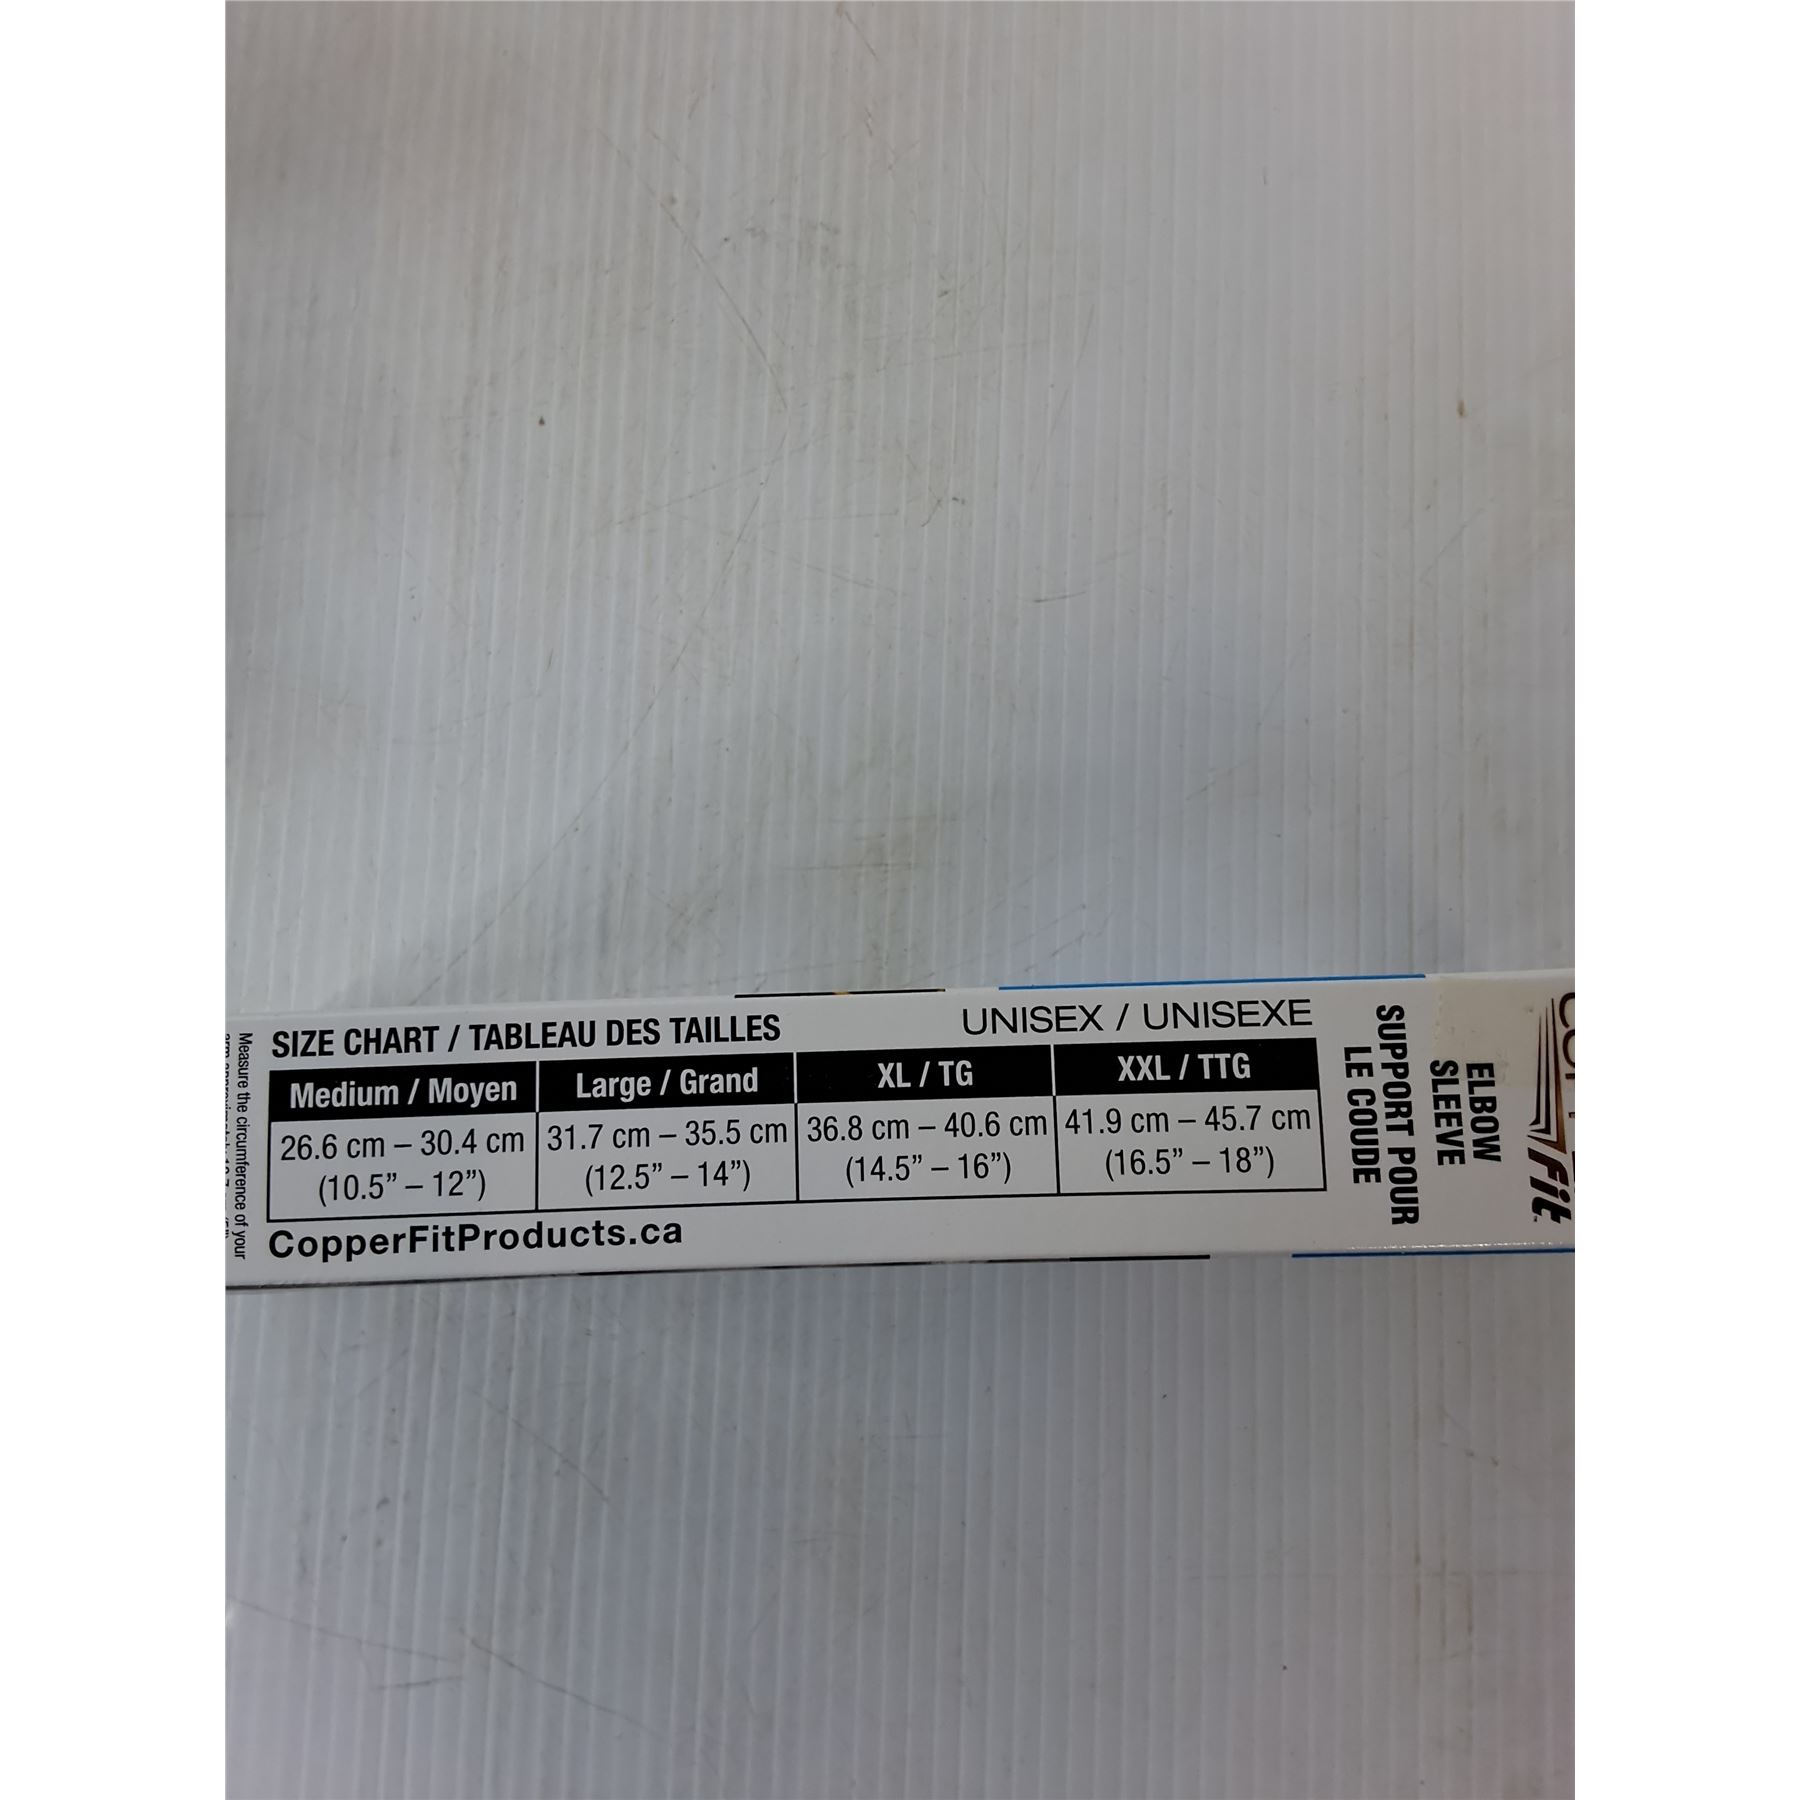 SIZE CHART / TABLEAU DES TAILLES
UNISEX / UNISEXE
Medium / Moyen
Large / Grand
XL / TG
XXL / TTG
26.6 cm – 30.4 cm
31.7 cm – 35.5 cm
36.8 cm – 40.6 cm
41.9 cm – 45.7 cm
(10.5” – 12”)
(12.5” – 14”)
(14.5” – 16”)
(16.5” – 18”)
CopperFitProducts.ca
Measure the circumference of your
Fit™
ELBOW
SLEEVE
SUPPORT POUR
LE COUDE